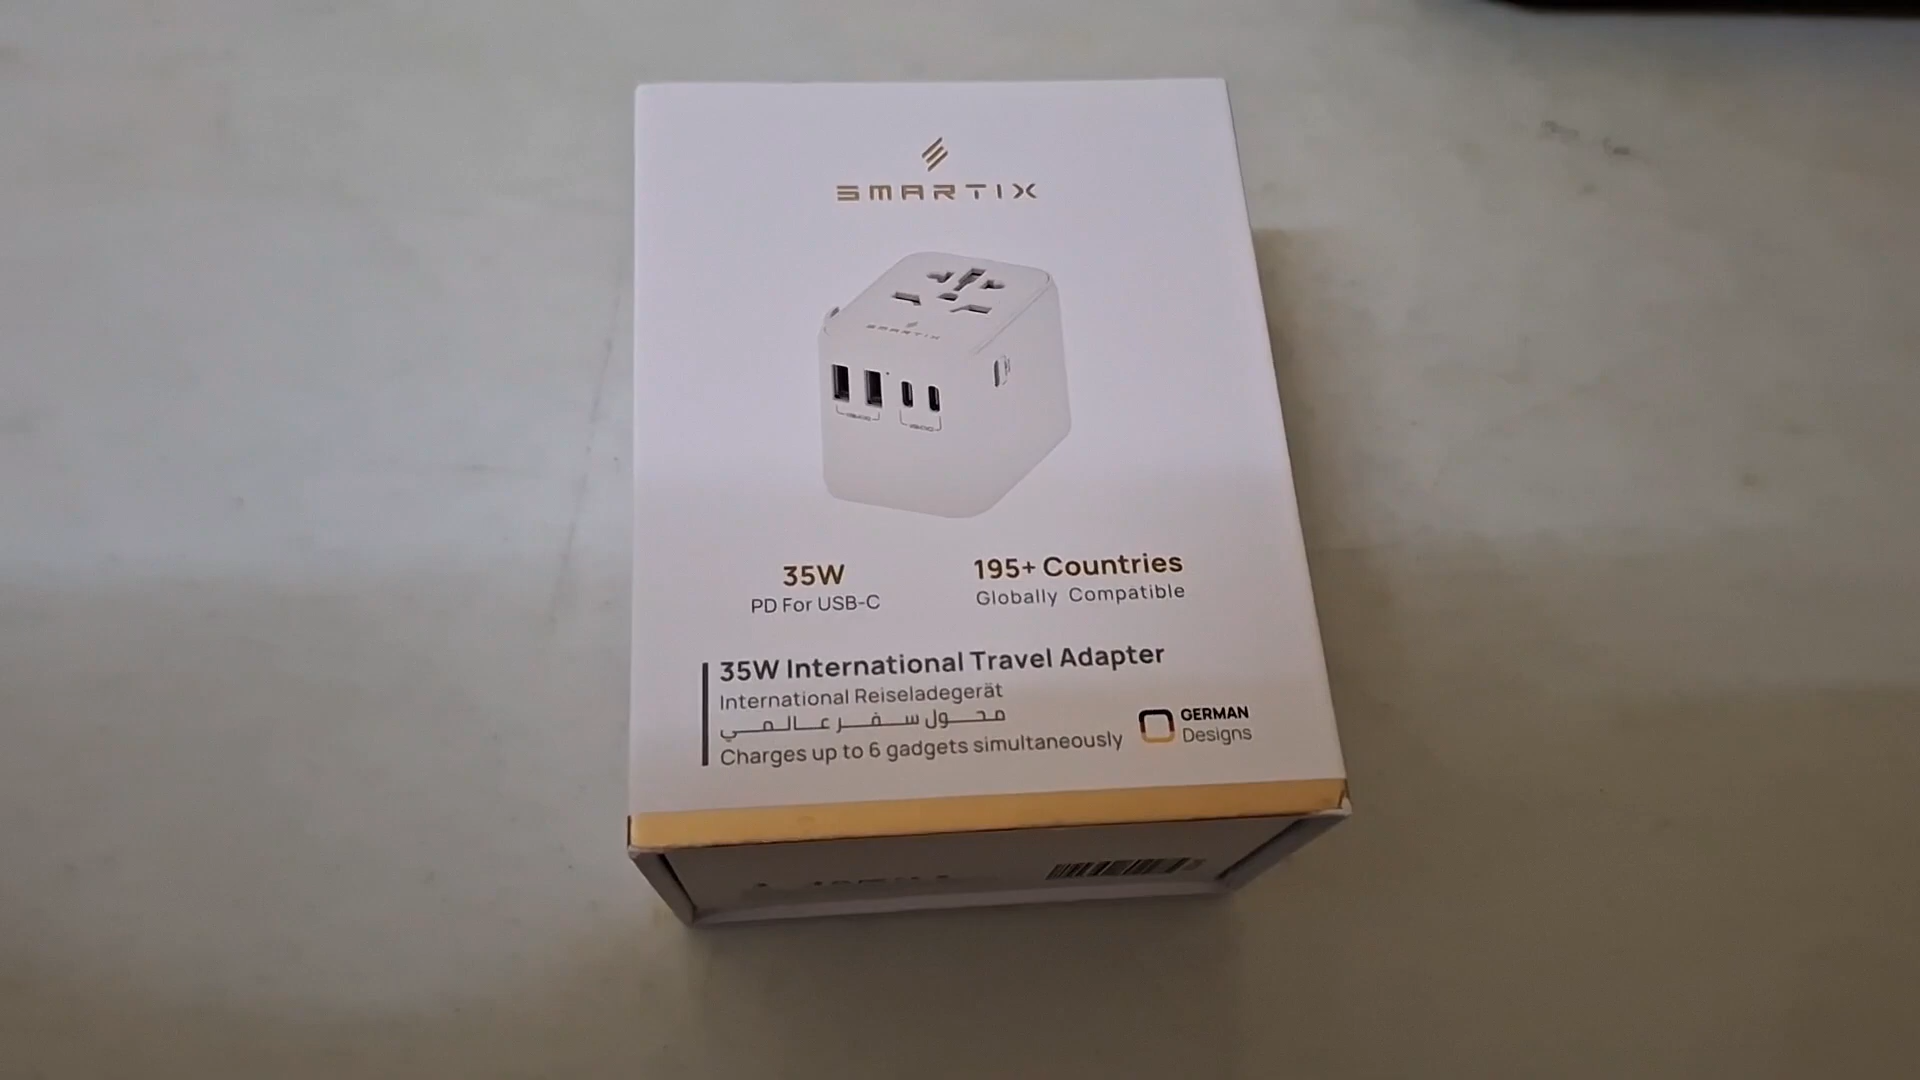 SMARTIX
SMARTIX
35W
PD For USB-C
195+ Countries
Globally Compatible
35W International Travel Adapter
International Reiseladegerät
محول سفر عالمي
Charges up to 6 gadgets simultaneously
GERMAN
Designs